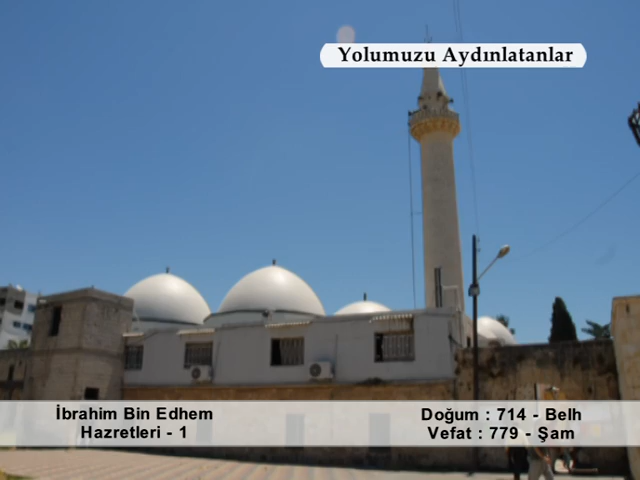 Yolumuzu Aydınlatanlar
İbrahim Bin Edhem
Hazretleri - 1
Doğum : 714 - Belh
Vefat : 779 - Şam